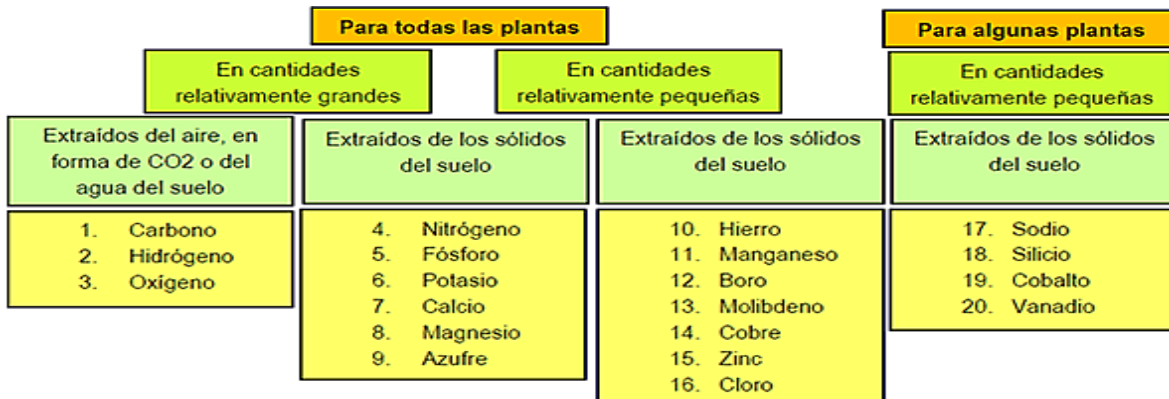 Para todas las plantas
Para algunas plantas
En cantidades
relativamente grandes
En cantidades
relativamente pequeñas
En cantidades
relativamente pequeñas
Extraídos del aire, en
forma de CO2 o del
agua del suelo
Extraídos de los sólidos
del suelo
Extraídos de los sólidos
del suelo
Extraídos de los sólidos
del suelo
1. Carbono
2. Hidrógeno
3. Oxígeno
4. Nitrógeno
5. Fósforo
6. Potasio
7. Calcio
8. Magnesio
9. Azufre
10. Hierro
11. Manganeso
12. Boro
13. Molibdeno
14. Cobre
15. Zinc
16. Cloro
17. Sodio
18. Silicio
19. Cobalto
20. Vanadio